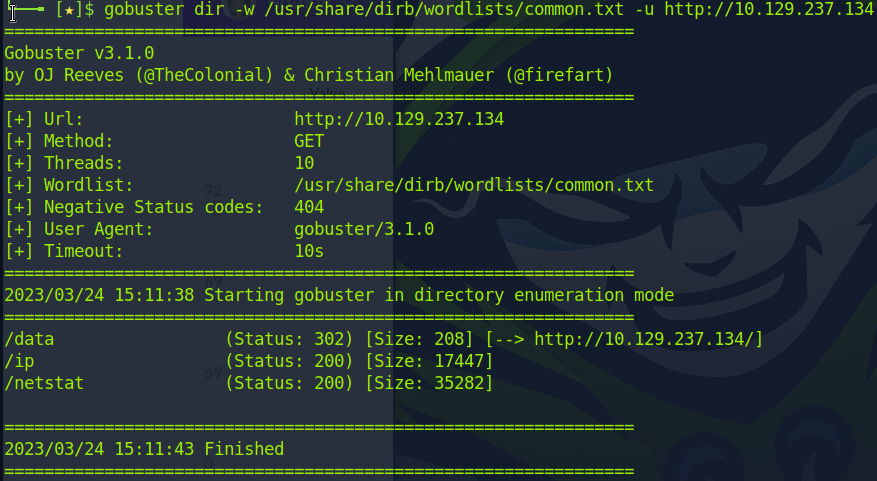 [★]$ gobuster dir -w /usr/share/dirb/wordlists/common.txt -u http://10.129.237.134
===============================================================
Gobuster v3.1.0
by OJ Reeves (@TheColonial) & Christian Mehlmauer (@firefart)
===============================================================
[+] Url:                     http://10.129.237.134
[+] Method:                  GET
[+] Threads:                 10
[+] Wordlist:                /usr/share/dirb/wordlists/common.txt
[+] Negative Status codes:   404
[+] User Agent:              gobuster/3.1.0
[+] Timeout:                 10s
===============================================================
2023/03/24 15:11:38 Starting gobuster in directory enumeration mode
===============================================================
/data                 (Status: 302) [Size: 208] [--> http://10.129.237.134/]
/ip                   (Status: 200) [Size: 17447]
/netstat              (Status: 200) [Size: 35282]
===============================================================
2023/03/24 15:11:43 Finished
===============================================================